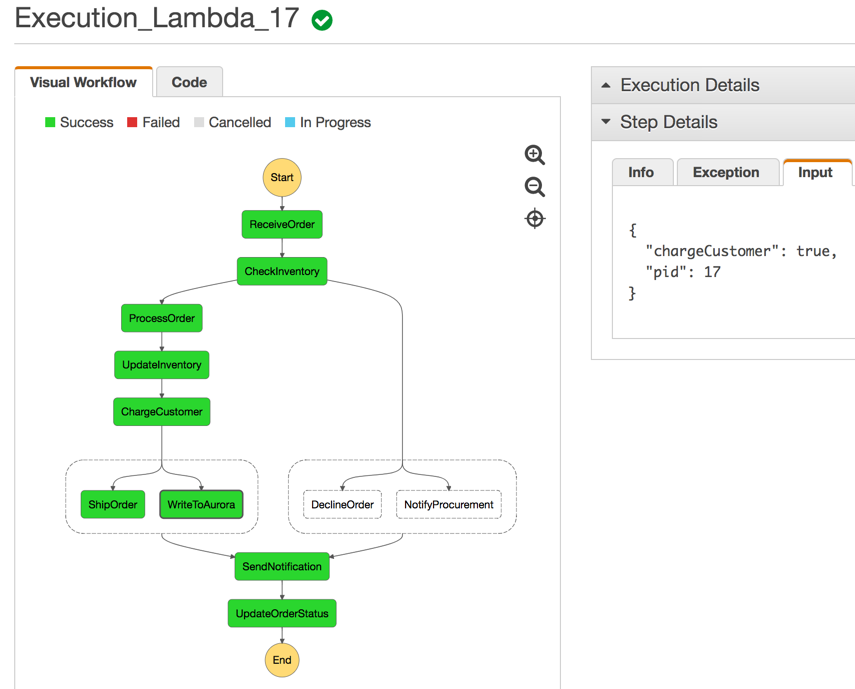 Execution_Lambda_17
Visual Workflow
Code
Success Failed Cancelled In Progress
Start
ReceiveOrder
CheckInventory
ProcessOrder
UpdateInventory
ChargeCustomer
ShipOrder WriteToAurora
DeclineOrder NotifyProcurement
SendNotification
UpdateOrderStatus
End
Execution Details
Step Details
Info Exception Input
{
"chargeCustomer": true,
"pid": 17
}